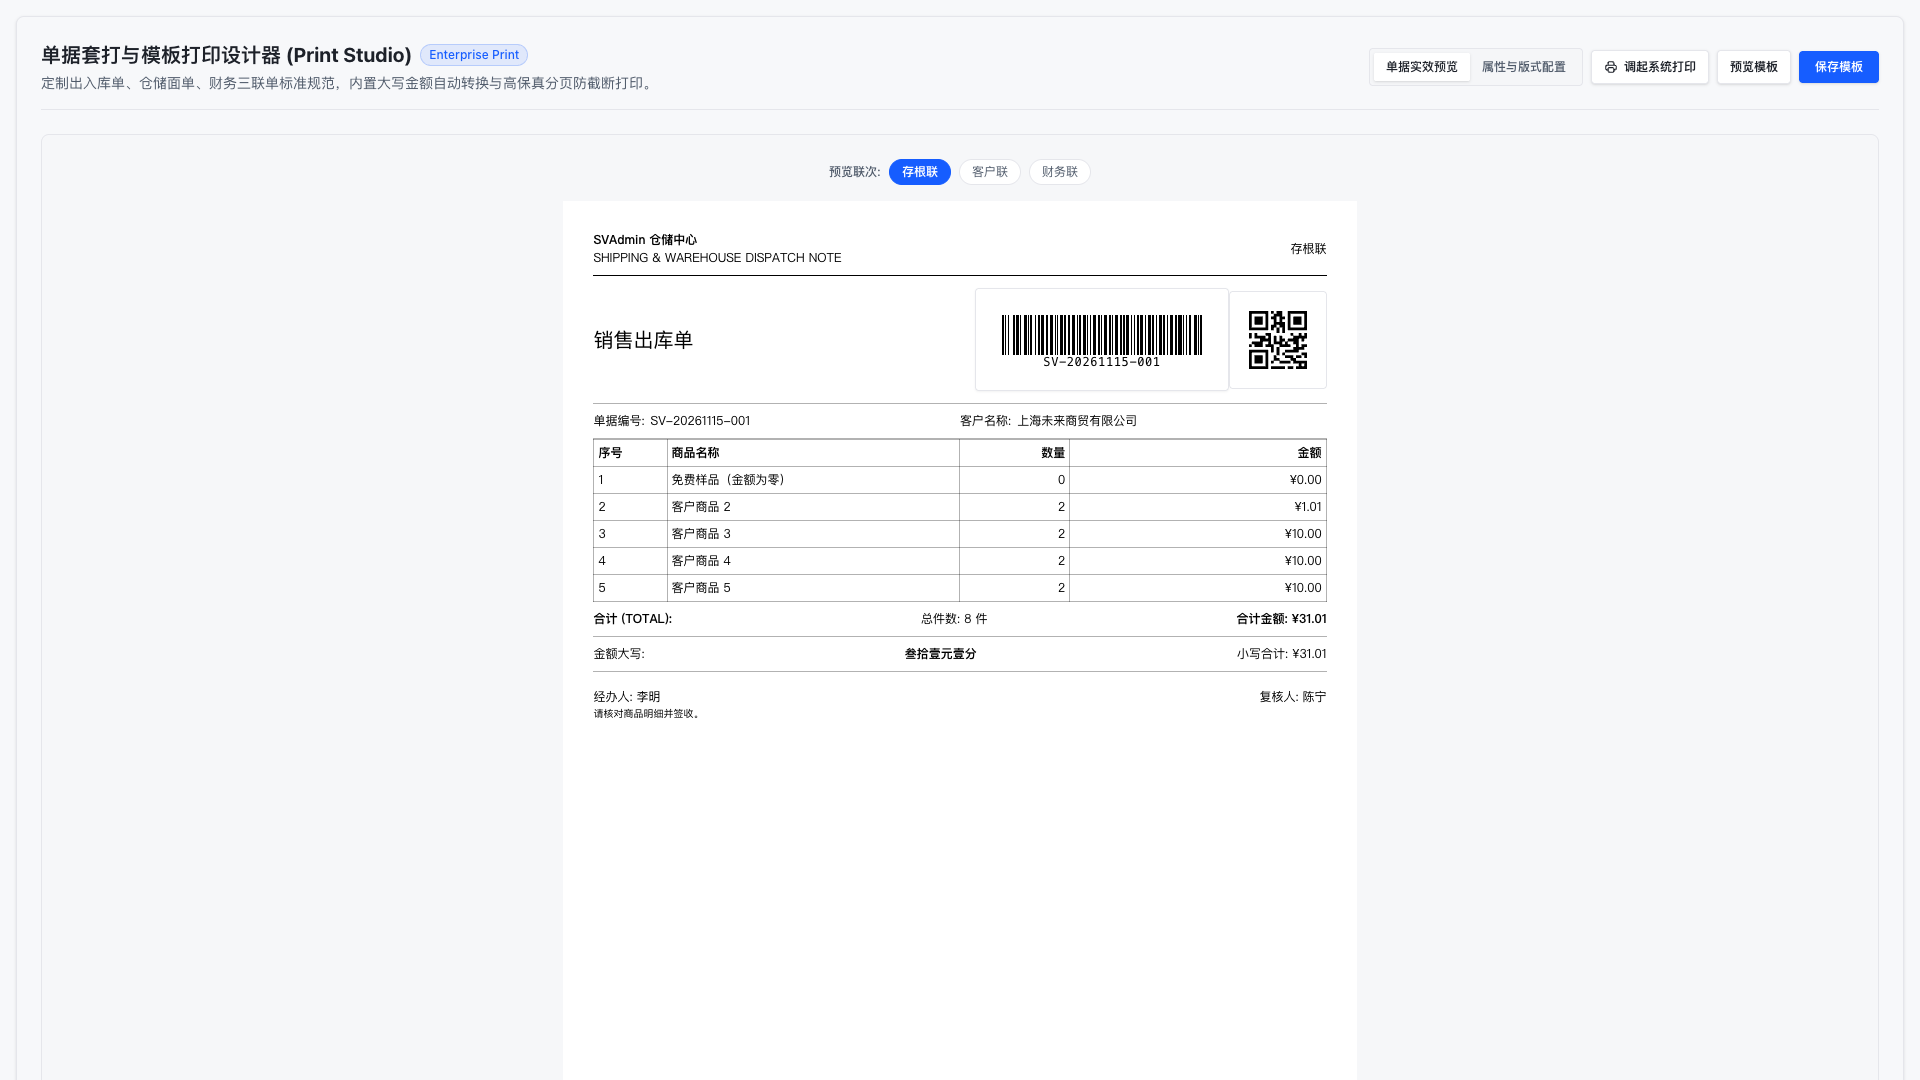 单据套打与模板打印设计器 (Print Studio) Enterprise Print
定制出入库单、仓储面单、财务三联单标准规范，内置大写金额自动转换与高保真分页防截断打印。
单据实效预览 属性与版式配置 调起系统打印 预览模板 保存模板
预览联次: 存根联 客户联 财务联
SVAdmin 仓储中心
SHIPPING & WAREHOUSE DISPATCH NOTE
存根联
销售出库单
SV-20261115-001
单据编号: SV-20261115-001 客户名称: 上海未来商贸有限公司
序号 商品名称 数量 金额
1 免费样品（金额为零） 0 ¥0.00
2 客户商品 2 2 ¥1.01
3 客户商品 3 2 ¥10.00
4 客户商品 4 2 ¥10.00
5 客户商品 5 2 ¥10.00
合计 (TOTAL): 总件数: 8 件 合计金额: ¥31.01
金额大写: 叁拾壹元壹分 小写合计: ¥31.01
经办人: 李明 复核人: 陈宁
请核对商品明细并签收。